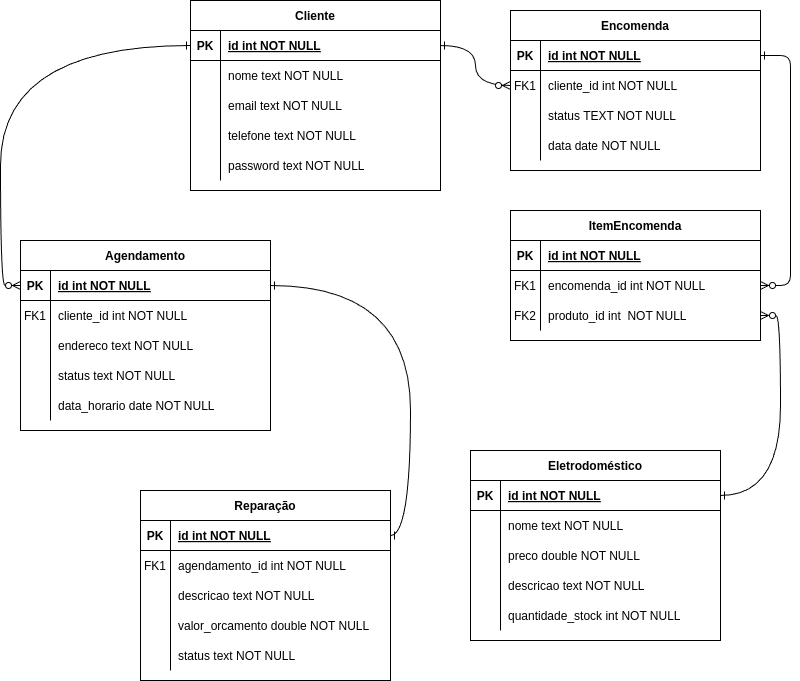 Cliente
PK id int NOT NULL
nome text NOT NULL
email text NOT NULL
telefone text NOT NULL
password text NOT NULL
Encomenda
PK id int NOT NULL
FK1 cliente_id int NOT NULL
status TEXT NOT NULL
data date NOT NULL
ItemEncomenda
PK id int NOT NULL
FK1 encomenda_id int NOT NULL
FK2 produto_id int  NOT NULL
Agendamento
PK id int NOT NULL
FK1 cliente_id int NOT NULL
endereco text NOT NULL
status text NOT NULL
data_horario date NOT NULL
Eletrodoméstico
PK id int NOT NULL
nome text NOT NULL
preco double NOT NULL
descricao text NOT NULL
quantidade_stock int NOT NULL
Reparação
PK id int NOT NULL
FK1 agendamento_id int NOT NULL
descricao text NOT NULL
valor_orcamento double NOT NULL
status text NOT NULL